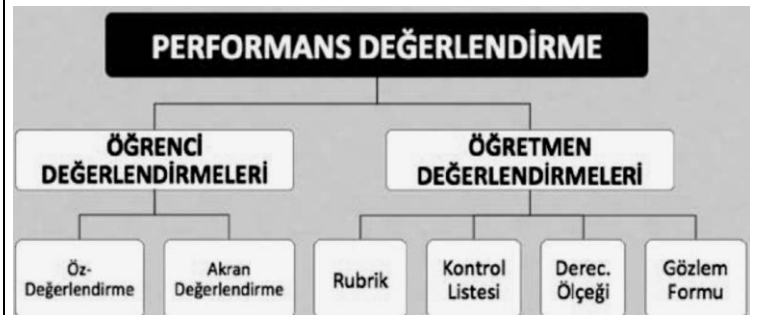 PERFORMANS DEĞERLENDİRME
ÖĞRENCİ
DEĞERLENDİRMELERİ
ÖĞRETMEN
DEĞERLENDİRMELERİ
Öz-
Değerlendirme
Akran
Değerlendirme
Rubrik
Kontrol
Listesi
Derec.
Ölçeği
Gözlem
Formu